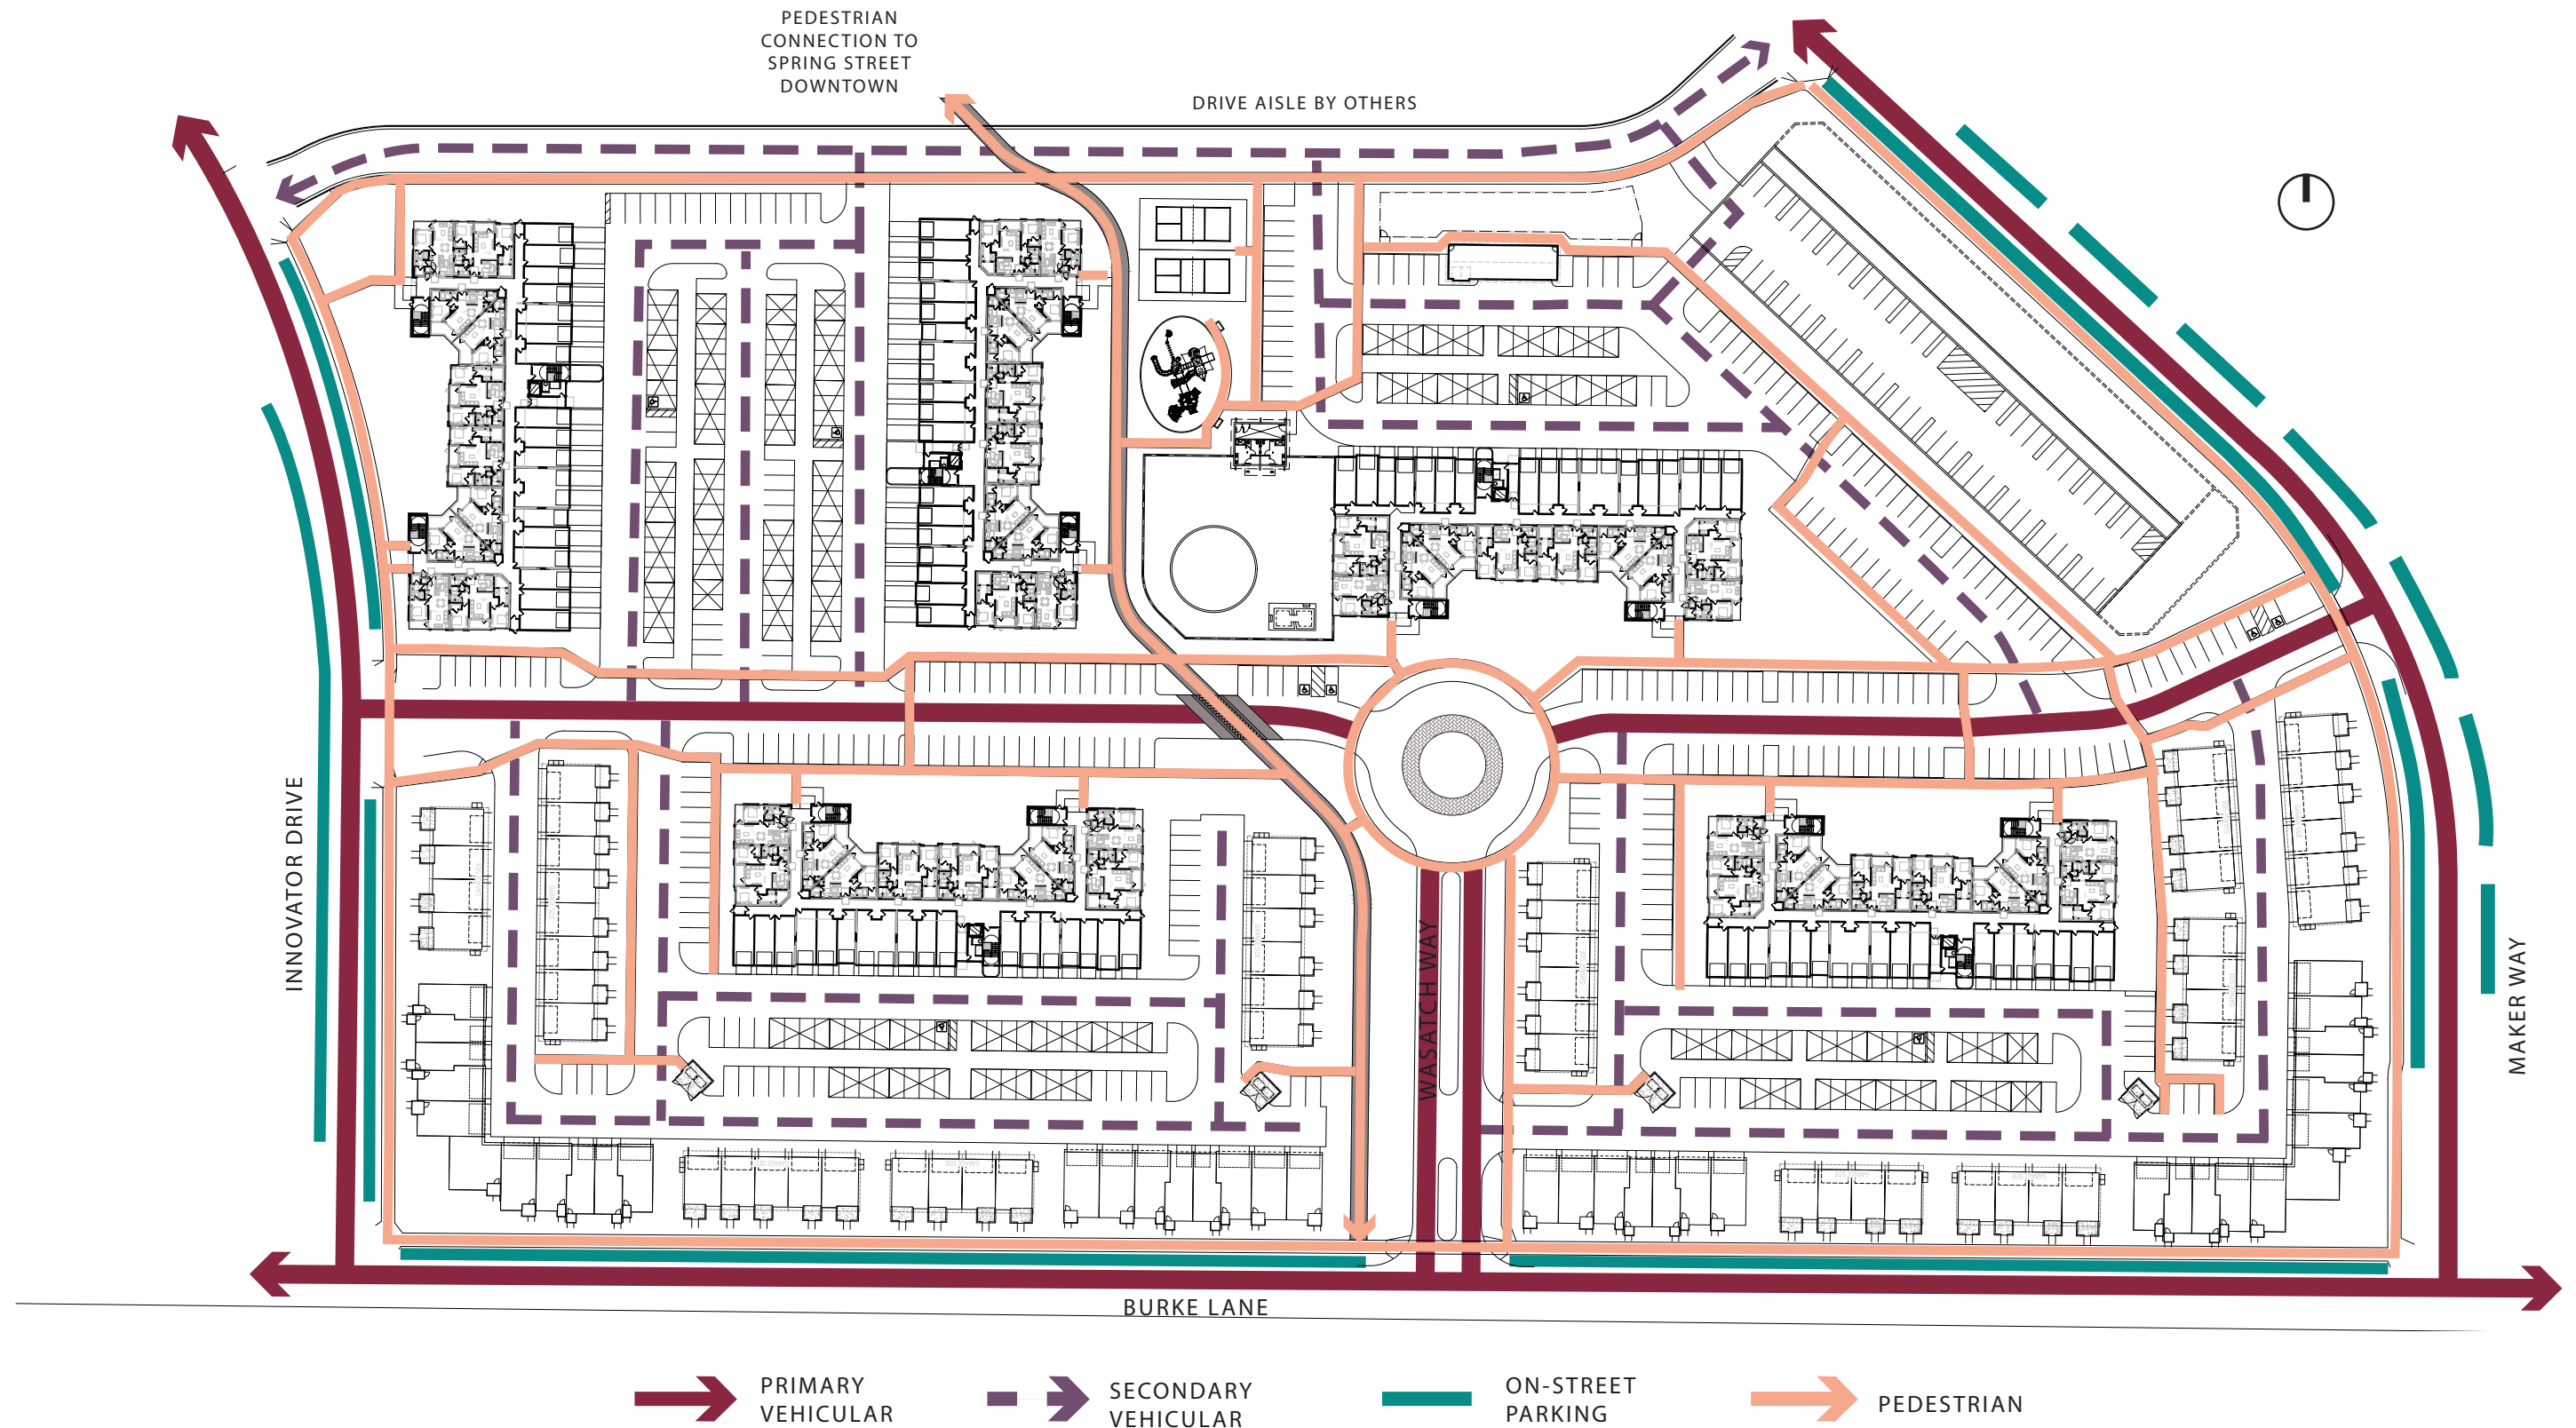 PEDESTRIAN
CONNECTION TO
SPRING STREET
DOWNTOWN
DRIVE AISLE BY OTHERS
INNOVATOR DRIVE
WASATCH WAY
MAKER WAY
BURKE LANE
PRIMARY
VEHICULAR
SECONDARY
VEHICULAR
ON-STREET
PARKING
PEDESTRIAN